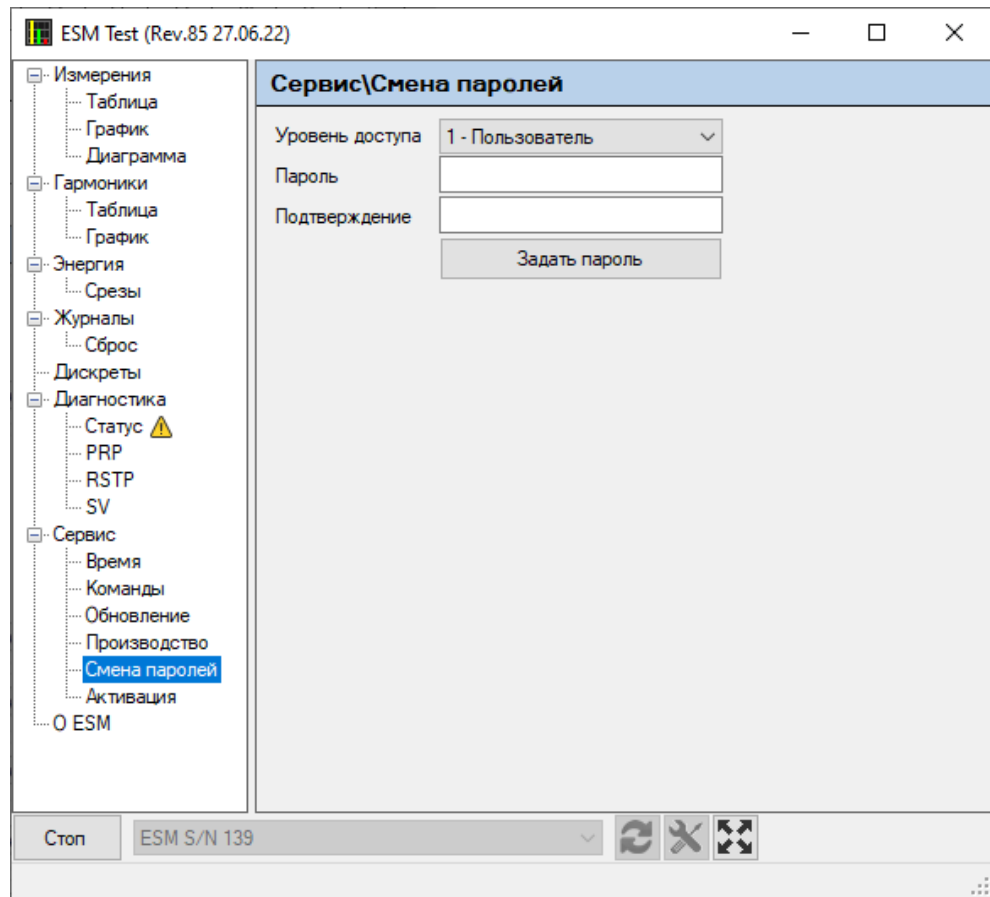 ESM Test (Rev.85 27.06.22)
Измерения
Таблица
График
Диаграмма
Гармоники
Таблица
График
Энергия
Срезы
Журналы
Сброс
Дискреты
Диагностика
Статус
PRP
RSTP
SV
Сервис
Время
Команды
Обновление
Производство
Смена паролей
Активация
О ESM
Сервис\Смена паролей
Уровень доступа 1 - Пользователь
Пароль
Подтверждение
Задать пароль
Стоп ESM S/N 139